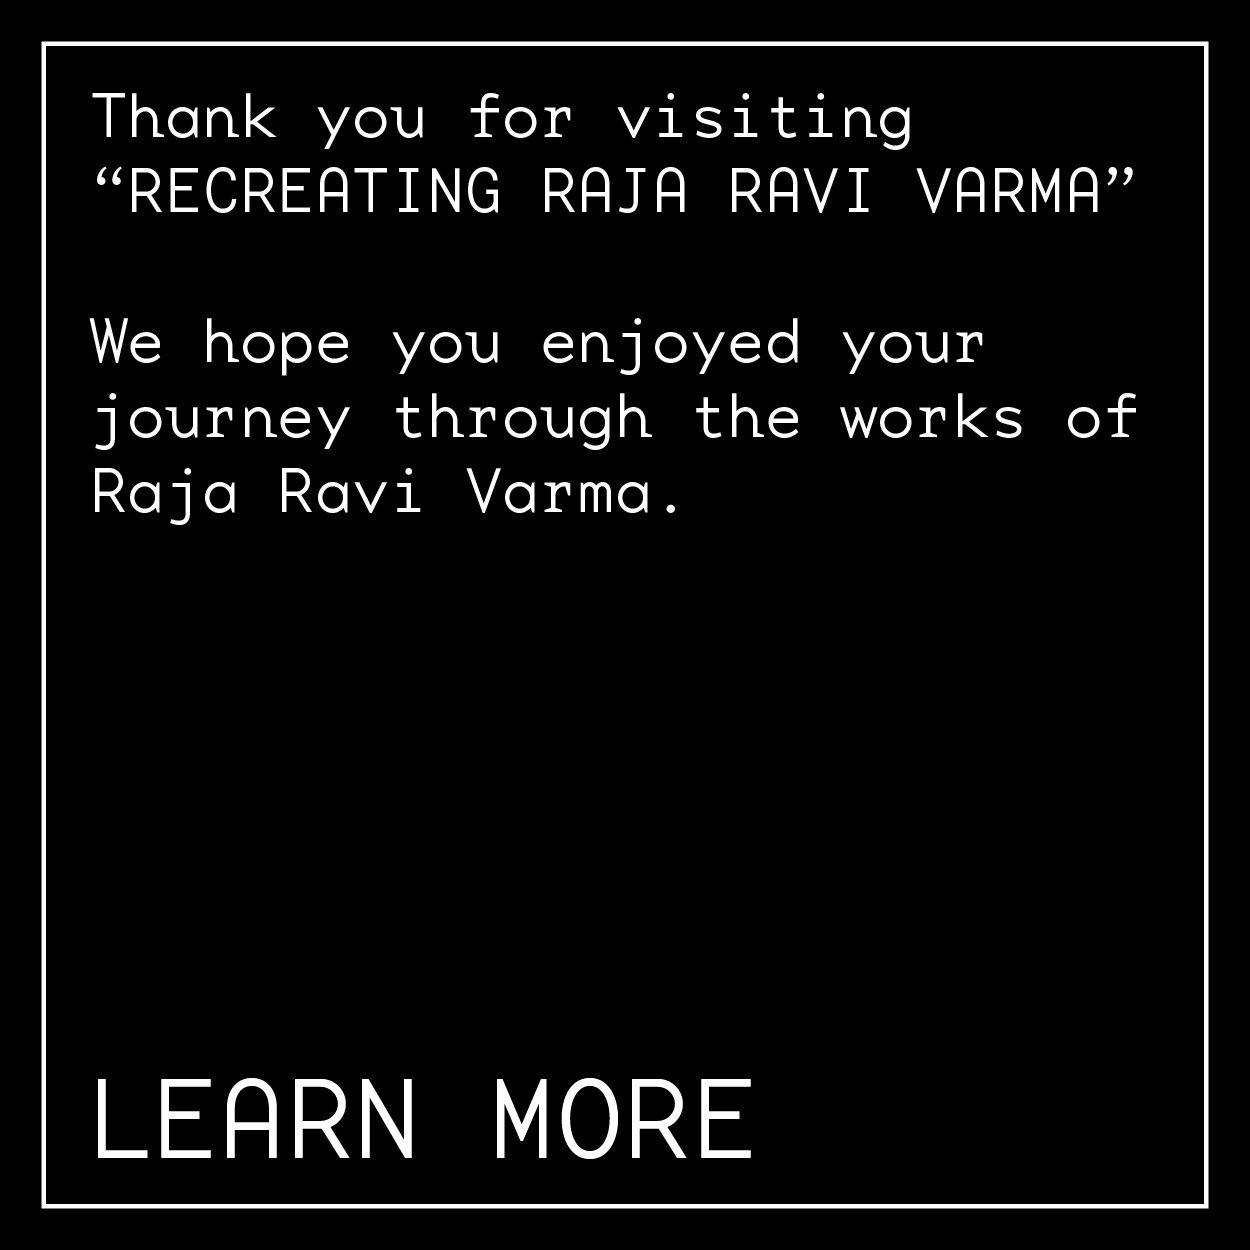 Thank you for visiting
“RECREATING RAJA RAVI VARMA”
We hope you enjoyed your
journey through the works of
Raja Ravi Varma.
LEARN MORE